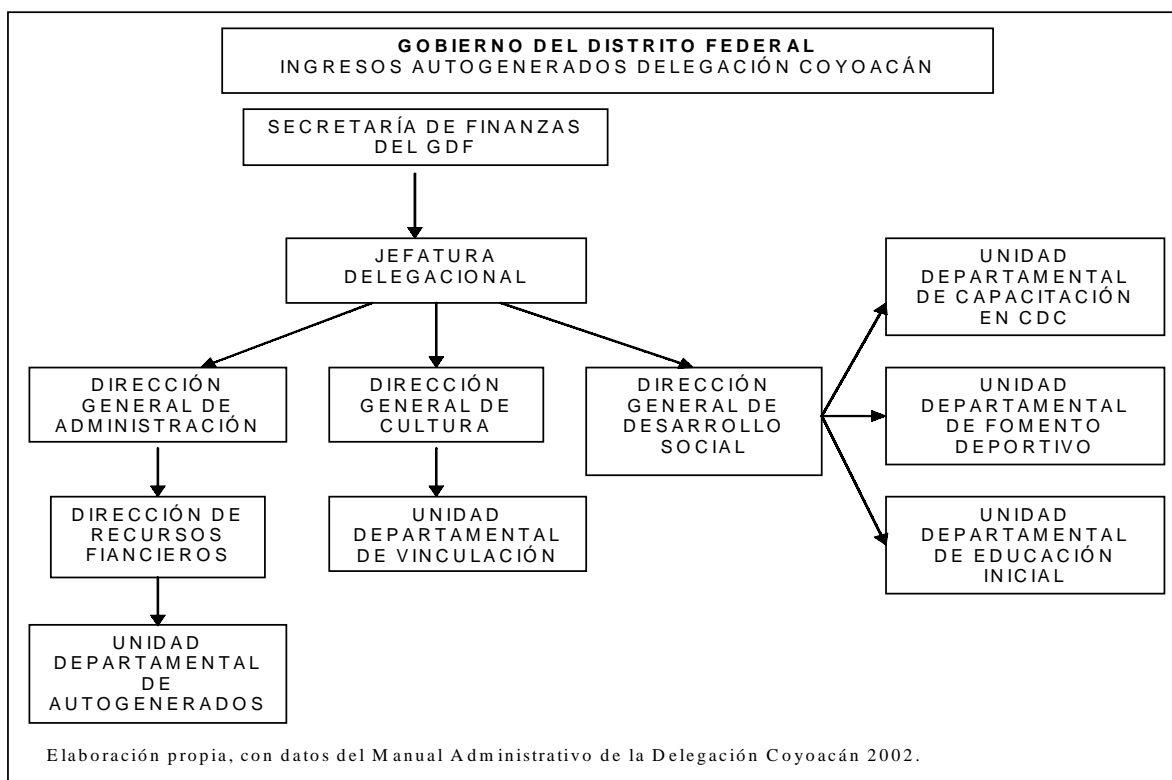 GOBIERNO DEL DISTRITO FEDERAL
INGRESOS AUTOGENERADOS DELEGACIÓN COYOACÁN
SECRETARÍA DE FINANZAS
DEL GDF
JEFATURA
DELEGACIONAL
DIRECCIÓN
GENERAL DE
ADMINISTRACIÓN
DIRECCIÓN DE
RECURSOS
FIANCIEROS
UNIDAD
DEPARTAMENTAL
DE
AUTOGENERADOS
DIRECCIÓN
GENERAL DE
CULTURA
UNIDAD
DEPARTAMENTAL
DE VINCULACIÓN
DIRECCIÓN
GENERAL DE
DESARROLLO
SOCIAL
UNIDAD
DEPARTAMENTAL
DE CAPACITACIÓN
EN CDC
UNIDAD
DEPARTAMENTAL
DE FOMENTO
DEPORTIVO
UNIDAD
DEPARTAMENTAL
DE EDUCACIÓN
INICIAL
Elaboración propia, con datos del Manual Administrativo de la Delegación Coyoacán 2002.